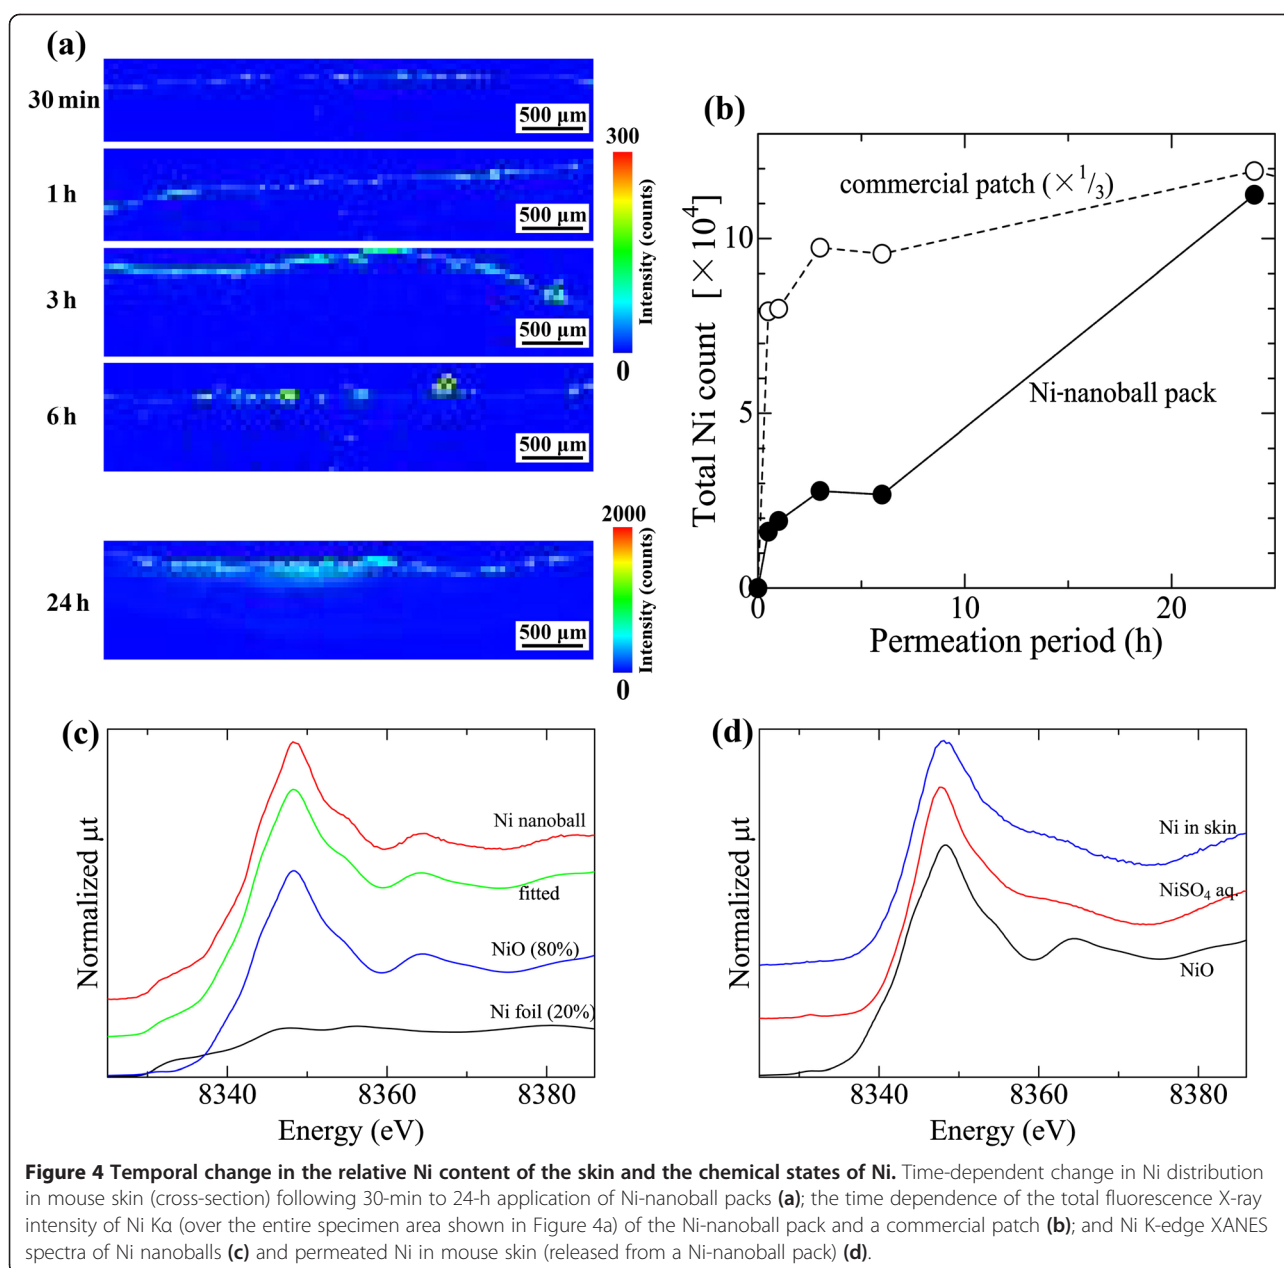 (a)
30 min
500 µm
1 h
500 µm
3 h
500 µm
6 h
500 µm
300
Intensity (counts)
0
24 h
500 µm
2000
Intensity (counts)
0
(b)
commercial patch (×1/3)
Ni-nanoball pack
Total Ni count [×10⁴]
10
5
0
0
10
20
Permeation period (h)
(c)
Ni nanoball
fitted
NiO (80%)
Ni foil (20%)
Normalized µt
8340
8360
8380
Energy (eV)
(d)
Ni in skin
NiSO₄ aq.
NiO
Normalized µt
8340
8360
8380
Energy (eV)
Figure 4 Temporal change in the relative Ni content of the skin and the chemical states of Ni. Time-dependent change in Ni distribution
in mouse skin (cross-section) following 30-min to 24-h application of Ni-nanoball packs (a); the time dependence of the total fluorescence X-ray
intensity of Ni Kα (over the entire specimen area shown in Figure 4a) of the Ni-nanoball pack and a commercial patch (b); and Ni K-edge XANES
spectra of Ni nanoballs (c) and permeated Ni in mouse skin (released from a Ni-nanoball pack) (d).